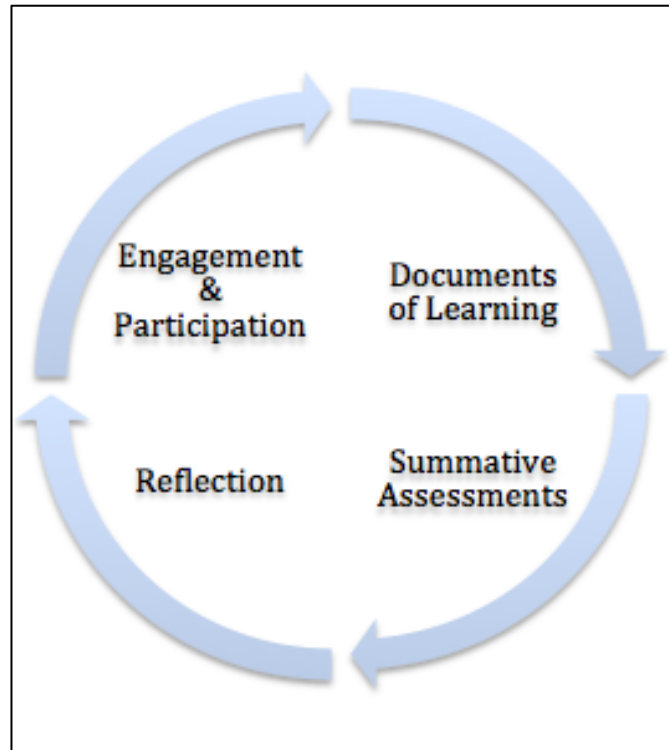 Engagement
&
Participation
Documents
of Learning
Reflection
Summative
Assessments